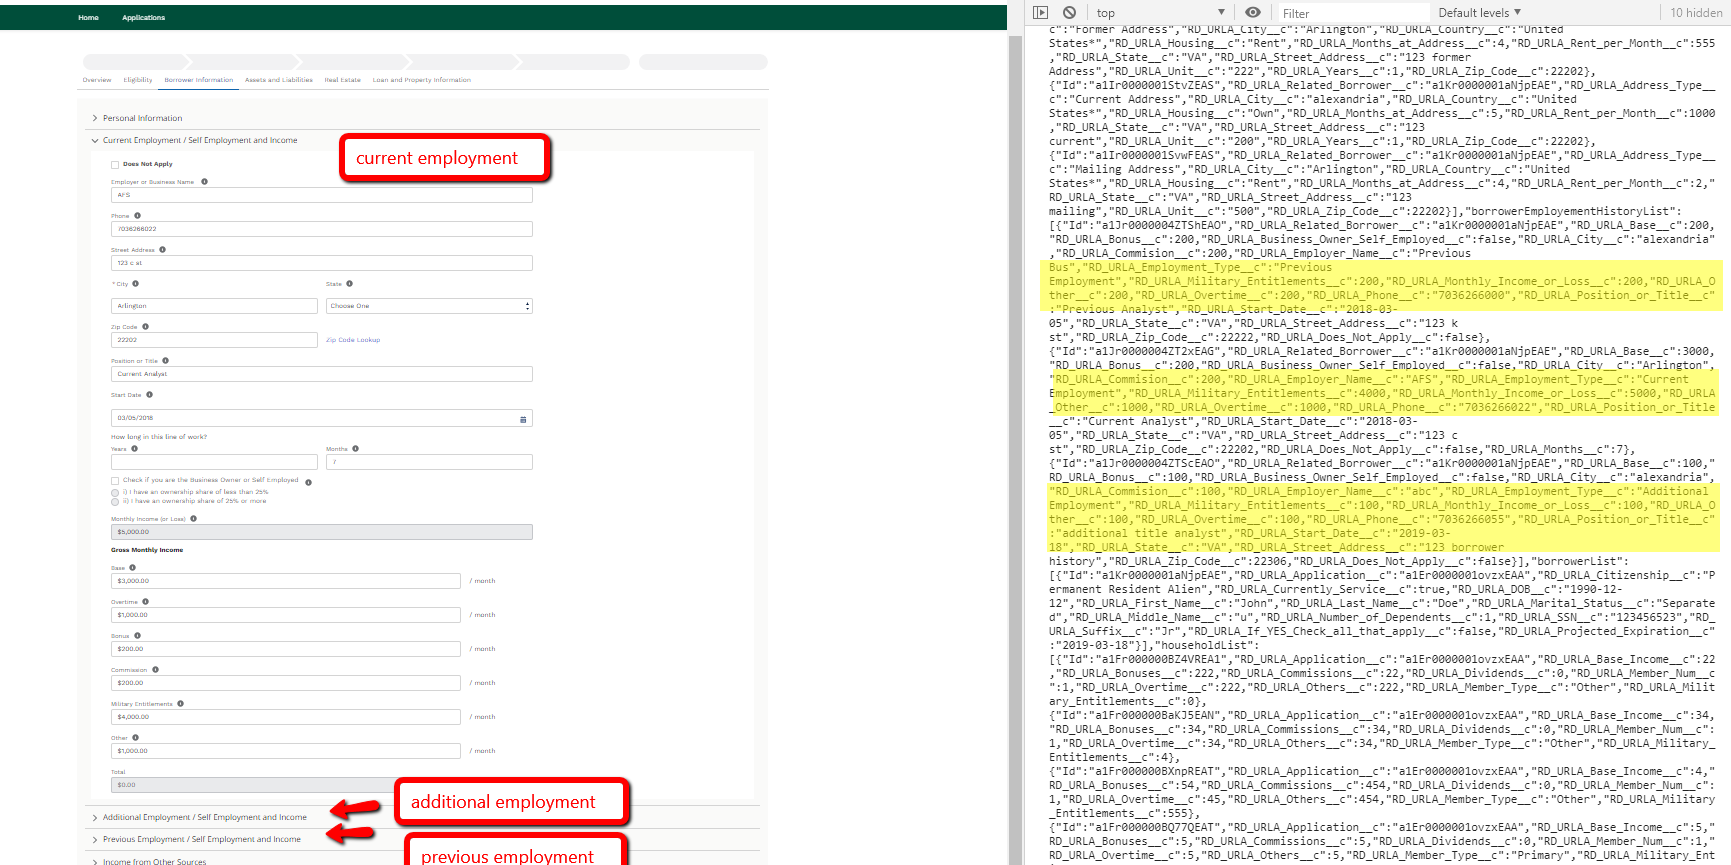 Home Applications
Overview Eligibility Borrower Information Assets and Liabilities Real Estate Loan and Property Information
Personal Information
Current Employment / Self Employment and Income
current employment
Does Not Apply
Employer or Business Name
AFS
Phone
7036266022
Street Address
123 c st
* City State
Arlington Choose One
Zip Code
22202 Zip Code Lookup
Position or Title
Current Analyst
Start Date
03/05/2018
How long in this line of work?
Years Months
7
Check if you are the Business Owner or Self Employed
i) I have an ownership share of less than 25%
ii) I have an ownership share of 25% or more
Monthly Income (or Loss)
$5,000.00
Gross Monthly Income
Base
$3,000.00 / month
Overtime
$1,000.00 / month
Bonus
$200.00 / month
Commission
$200.00 / month
Military Entitlements
$4,000.00 / month
Other
$1,000.00 / month
Total
$0.00
additional employment
Additional Employment / Self Employment and Income
Previous Employment / Self Employment and Income
previous employment
Income from Other Sources
top Filter Default levels 10 hidden
c":"Former Address","RD_URLA_City__c":"Arlington","RD_URLA_Country__c":"United
States*","RD_URLA_Housing__c":"Rent","RD_URLA_Months_at_Address__c":4,"RD_URLA_Rent_per_Month__c":555
,"RD_URLA_State__c":"VA","RD_URLA_Street_Address__c":"123 former
Address","RD_URLA_Unit__c":"222","RD_URLA_Years__c":1,"RD_URLA_Zip_Code__c":22202},
{"Id":"a1Ir0000001StvZEAS","RD_URLA_Related_Borrower__c":"a1Kr0000001aNjpEAE","RD_URLA_Address_Type__
c":"Current Address","RD_URLA_City__c":"alexandria","RD_URLA_Country__c":"United
States*","RD_URLA_Housing__c":"Own","RD_URLA_Months_at_Address__c":5,"RD_URLA_Rent_per_Month__c":1000
,"RD_URLA_State__c":"VA","RD_URLA_Street_Address__c":"123
current","RD_URLA_Unit__c":"200","RD_URLA_Years__c":1,"RD_URLA_Zip_Code__c":22202},
{"Id":"a1Ir0000001SvwFEAS","RD_URLA_Related_Borrower__c":"a1Kr0000001aNjpEAE","RD_URLA_Address_Type__
c":"Mailing Address","RD_URLA_City__c":"Arlington","RD_URLA_Country__c":"United
States*","RD_URLA_Housing__c":"Rent","RD_URLA_Months_at_Address__c":4,"RD_URLA_Rent_per_Month__c":2,"
RD_URLA_State__c":"VA","RD_URLA_Street_Address__c":"123
mailing","RD_URLA_Unit__c":"500","RD_URLA_Zip_Code__c":22202}],"borrowerEmployementHistoryList":
[{"Id":"a1Jr0000004ZTShEAO","RD_URLA_Related_Borrower__c":"a1Kr0000001aNjpEAE","RD_URLA_Base__c":200,
"RD_URLA_Bonus__c":200,"RD_URLA_Business_Owner_Self_Employed__c":false,"RD_URLA_City__c":"alexandria"
,"RD_URLA_Commision__c":200,"RD_URLA_Employer_Name__c":"Previous
Bus","RD_URLA_Employment_Type__c":"Previous
Employment","RD_URLA_Military_Entitlements__c":200,"RD_URLA_Monthly_Income_or_Loss__c":200,"RD_URLA_O
ther__c":200,"RD_URLA_Overtime__c":200,"RD_URLA_Phone__c":"7036266000","RD_URLA_Position_or_Title__c"
:"Previous Analyst","RD_URLA_Start_Date__c":"2018-03-
05","RD_URLA_State__c":"VA","RD_URLA_Street_Address__c":"123 k
st","RD_URLA_Zip_Code__c":22222,"RD_URLA_Does_Not_Apply__c":false},
{"Id":"a1Jr0000004ZT2xEAG","RD_URLA_Related_Borrower__c":"a1Kr0000001aNjpEAE","RD_URLA_Base__c":3000,
"RD_URLA_Bonus__c":200,"RD_URLA_Business_Owner_Self_Employed__c":false,"RD_URLA_City__c":"Arlington",
"RD_URLA_Commision__c":200,"RD_URLA_Employer_Name__c":"AFS","RD_URLA_Employment_Type__c":"Current
Employment","RD_URLA_Military_Entitlements__c":4000,"RD_URLA_Monthly_Income_or_Loss__c":5000,"RD_URLA
_Other__c":1000,"RD_URLA_Overtime__c":1000,"RD_URLA_Phone__c":"7036266022","RD_URLA_Position_or_Title
__c":"Current Analyst","RD_URLA_Start_Date__c":"2018-03-
05","RD_URLA_State__c":"VA","RD_URLA_Street_Address__c":"123 c
st","RD_URLA_Zip_Code__c":22202,"RD_URLA_Does_Not_Apply__c":false,"RD_URLA_Months__c":7},
{"Id":"a1Jr0000004ZTScEAO","RD_URLA_Related_Borrower__c":"a1Kr0000001aNjpEAE","RD_URLA_Base__c":100,"
RD_URLA_Bonus__c":100,"RD_URLA_Business_Owner_Self_Employed__c":false,"RD_URLA_City__c":"alexandria",
"RD_URLA_Commision__c":100,"RD_URLA_Employer_Name__c":"abc","RD_URLA_Employment_Type__c":"Additional
Employment","RD_URLA_Military_Entitlements__c":100,"RD_URLA_Monthly_Income_or_Loss__c":100,"RD_URLA_O
ther__c":100,"RD_URLA_Overtime__c":100,"RD_URLA_Phone__c":"7036266055","RD_URLA_Position_or_Title__c"
:"additional title analyst","RD_URLA_Start_Date__c":"2019-03-
18","RD_URLA_State__c":"VA","RD_URLA_Street_Address__c":"123 borrower
history","RD_URLA_Zip_Code__c":22306,"RD_URLA_Does_Not_Apply__c":false}],"borrowerList":
[{"Id":"a1Kr0000001aNjpEAE","RD_URLA_Application__c":"a1Er0000001ovzxEAA","RD_URLA_Citizenship__c":"P
ermanent Resident Alien","RD_URLA_Currently_Service__c":true,"RD_URLA_DOB__c":"1990-12-
12","RD_URLA_First_Name__c":"John","RD_URLA_Last_Name__c":"Doe","RD_URLA_Marital_Status__c":"Separate
d","RD_URLA_Middle_Name__c":"u","RD_URLA_Number_of_Dependents__c":1,"RD_URLA_SSN__c":"123456523","RD_
URLA_Suffix__c":"Jr","RD_URLA_If_YES_Check_all_that_apply__c":false,"RD_URLA_Projected_Expiration__c"
:"2019-03-18"}],"householdList":
[{"Id":"a1Fr000000BZ4VREA1","RD_URLA_Application__c":"a1Er0000001ovzxEAA","RD_URLA_Base_Income__c":22
,"RD_URLA_Bonuses__c":222,"RD_URLA_Commissions__c":22,"RD_URLA_Dividends__c":0,"RD_URLA_Member_Num__c
":1,"RD_URLA_Overtime__c":222,"RD_URLA_Others__c":222,"RD_URLA_Member_Type__c":"Other","RD_URLA_Milit
ary_Entitlements__c":0},
{"Id":"a1Fr000000BaKJ5EAN","RD_URLA_Application__c":"a1Er0000001ovzxEAA","RD_URLA_Base_Income__c":34,
"RD_URLA_Bonuses__c":34,"RD_URLA_Commissions__c":34,"RD_URLA_Dividends__c":0,"RD_URLA_Member_Num__c":
1,"RD_URLA_Overtime__c":34,"RD_URLA_Others__c":34,"RD_URLA_Member_Type__c":"Other","RD_URLA_Military_
Entitlements__c":4},
{"Id":"a1Fr000000BXnpREAT","RD_URLA_Application__c":"a1Er0000001ovzxEAA","RD_URLA_Base_Income__c":4,"
RD_URLA_Bonuses__c":54,"RD_URLA_Commissions__c":454,"RD_URLA_Dividends__c":0,"RD_URLA_Member_Num__c":
1,"RD_URLA_Overtime__c":45,"RD_URLA_Others__c":454,"RD_URLA_Member_Type__c":"Other","RD_URLA_Military
_Entitlements__c":555},
{"Id":"a1Fr000000BQ77QEAT","RD_URLA_Application__c":"a1Er0000001ovzxEAA","RD_URLA_Base_Income__c":5,"
RD_URLA_Bonuses__c":5,"RD_URLA_Commissions__c":5,"RD_URLA_Dividends__c":0,"RD_URLA_Member_Num__c":1,"
RD_URLA_Overtime__c":5,"RD_URLA_Others__c":5,"RD_URLA_Member_Type__c":"Primary","RD_URLA_Military_Ent